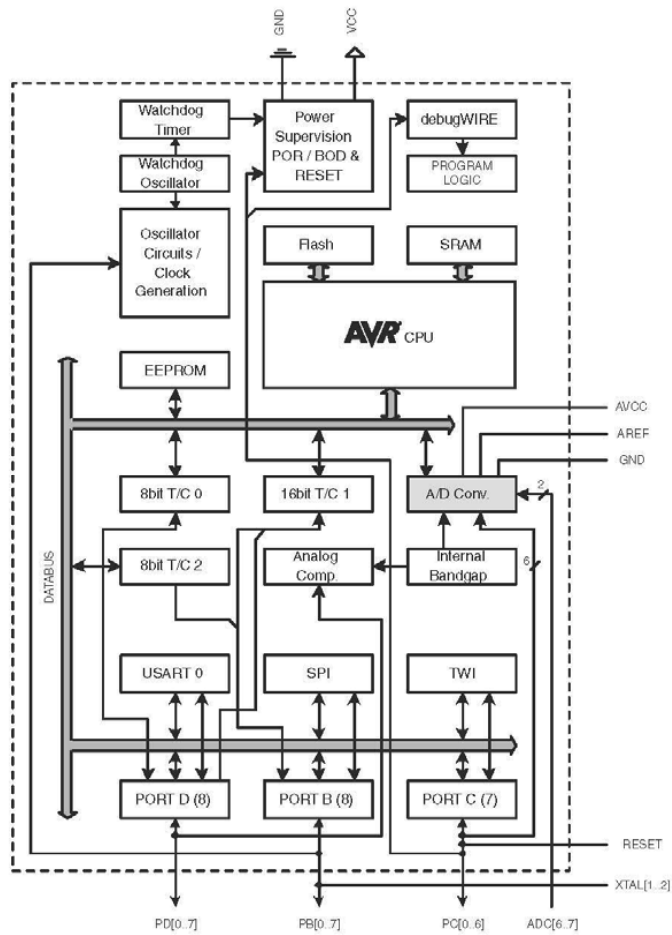 GND
VCC
Watchdog
Timer
Power
Supervision
POR / BOD &
RESET
debugWIRE
Watchdog
Oscillator
PROGRAM
LOGIC
Oscillator
Circuits /
Clock
Generation
Flash
SRAM
AVR CPU
EEPROM
AVCC
AREF
GND
8bit T/C 0
16bit T/C 1
A/D Conv.
2
DATABUS
8bit T/C 2
Analog
Comp.
Internal
Bandgap
6
USART 0
SPI
TWI
PORT D (8)
PORT B (8)
PORT C (7)
RESET
XTAL[1..2]
PD[0..7]
PB[0..7]
PC[0..6]
ADC[6..7]